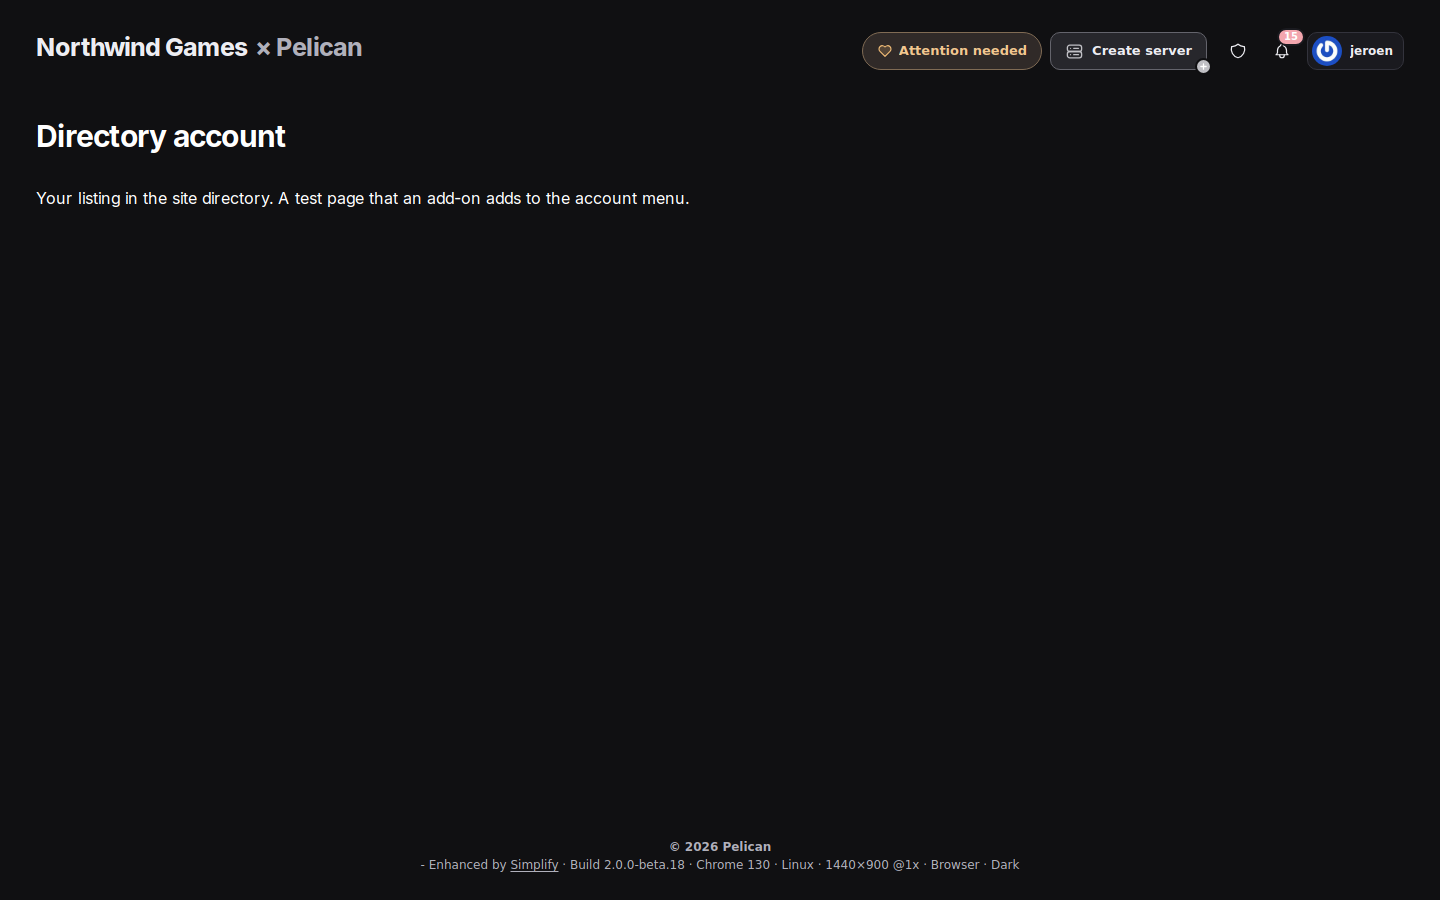 Northwind Games × Pelican
Attention needed
Create server
15
jeroen
Directory account
Your listing in the site directory. A test page that an add-on adds to the account menu.
© 2026 Pelican
- Enhanced by Simplify · Build 2.0.0-beta.18 · Chrome 130 · Linux · 1440×900 @1x · Browser · Dark